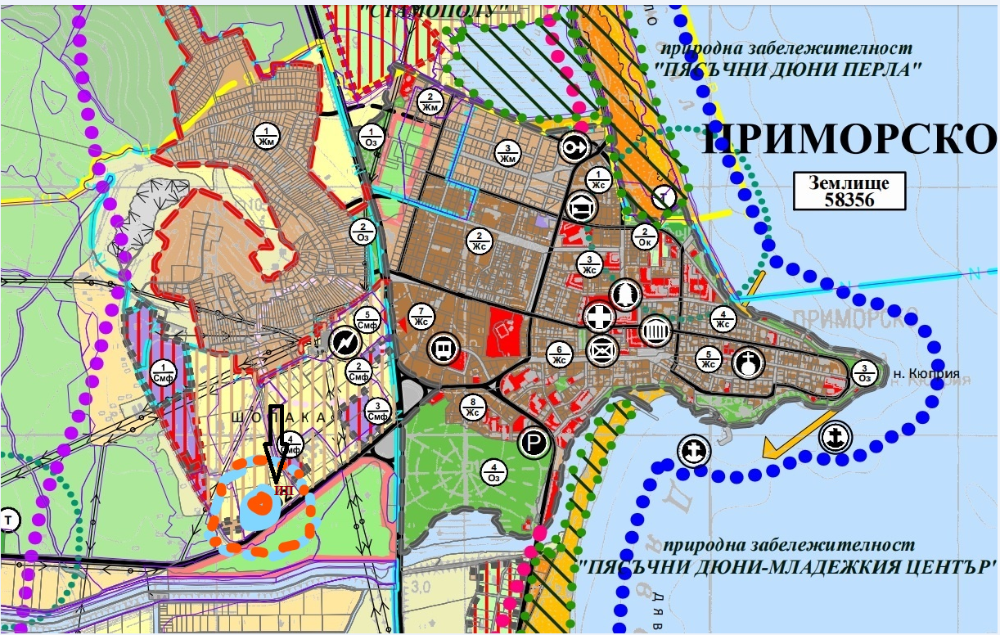 "СТАМОПОЛУ"
природна забележителност
"ПЯСЪЧНИ ДЮНИ ПЕРЛА"
2
Жм
ПРИМОРСКО
1
Жм
1
Оз
3
Жм
1
Жс
Землище
58356
2
Оз
2
Жс
2
Ок
3
Жс
N
N
5
Смф
7
Жс
4
Жс
ПРИМОРСКО
1
Смф
2
Смф
6
Жс
5
Жс
3
Оз
н. Кюприя
н. Кюприя
ШОПАКА
3
Смф
8
Жс
4
Смф
P
4
Оз
Т
природна забележителност
"ПЯСЪЧНИ ДЮНИ-МЛАДЕЖКИЯ ЦЕНТЪР"
3,0